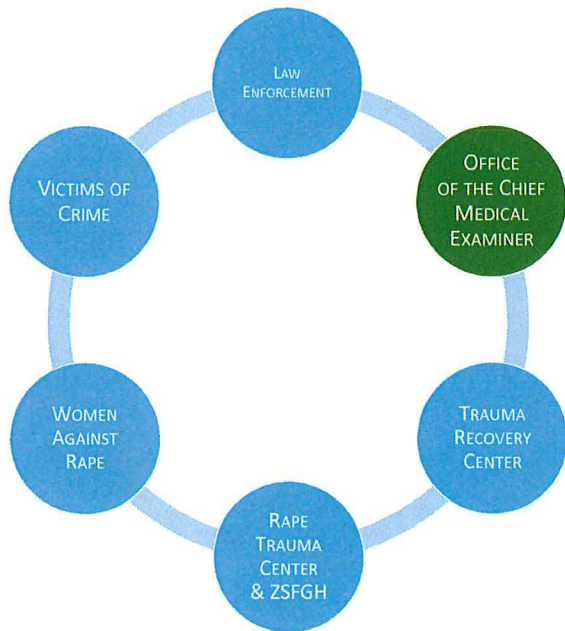 LAW
ENFORCEMENT
OFFICE
OF THE CHIEF
MEDICAL
EXAMINER
TRAUMA
RECOVERY
CENTER
RAPE
TRAUMA
CENTER
& ZSFGH
WOMEN
AGAINST
RAPE
VICTIMS OF
CRIME